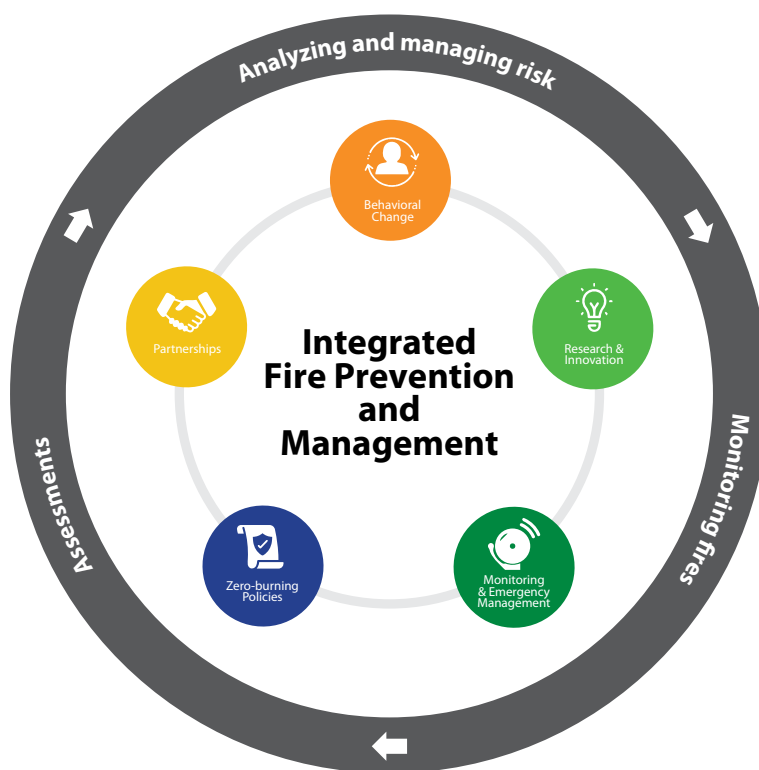 Analyzing and managing risk
Behavioral
Change
Partnerships
Research &
Innovation
Integrated
Fire Prevention
and
Management
Assessments
Monitoring fires
Zero-burning
Policies
Monitoring
& Emergency
Management